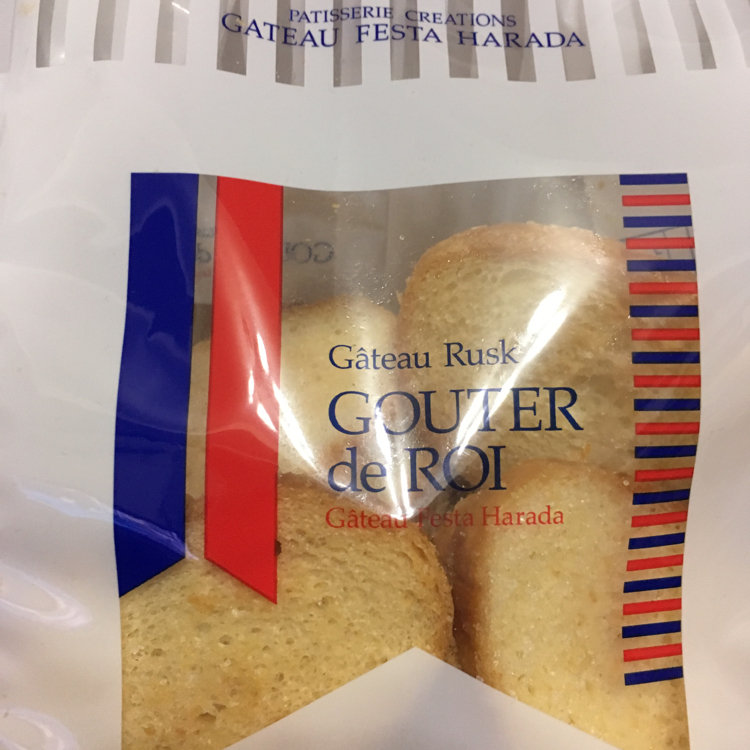 PATISSERIE CREATIONS
GATEAU FESTA HARADA
Gâteau Rusk
GOUTER
de ROI
Gâteau Festa Harada